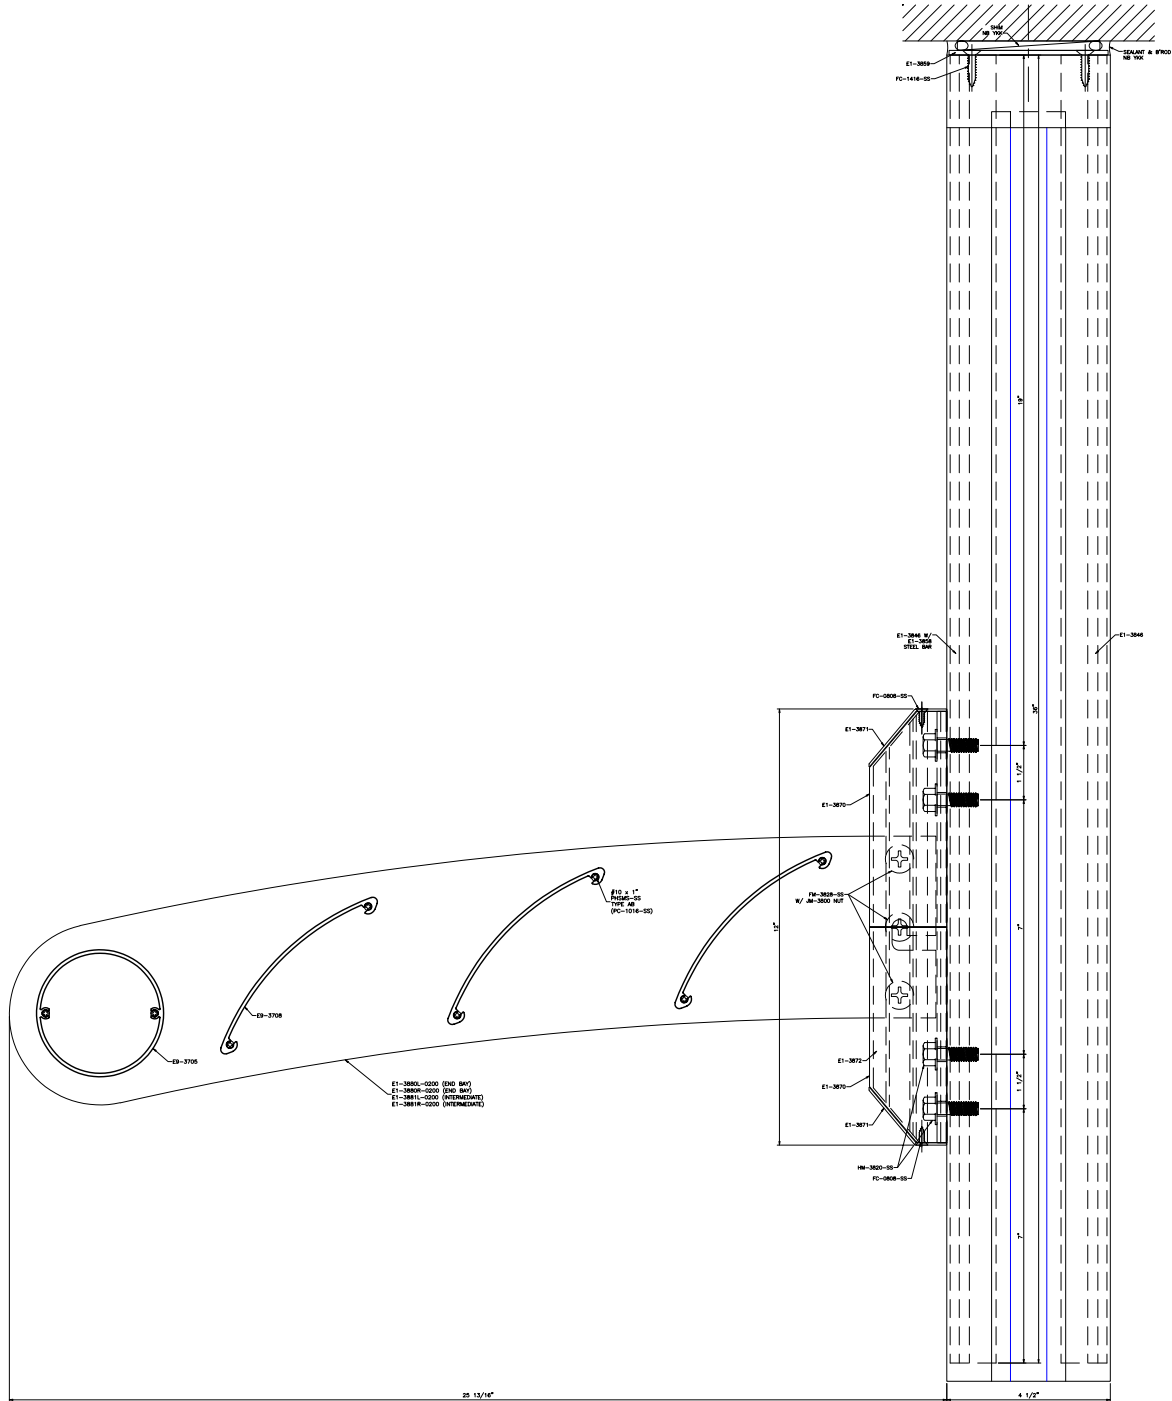 SHIM
NB YKK
SEALANT & B'ROD
NB YKK
E1-3859
FC-1416-SS
19"
E1-3846 W/
E1-3858
STEEL BAR
E1-3846
FC-0808-SS
36"
E1-3871
1 1/2"
E1-3870
#10 x 1"
PHSMS-SS
TYPE AB
(PC-1016-SS)
FM-3828-SS
W/ JM-3800 NUT
12"
7"
E9-3708
E9-3705
E1-3872
E1-3880L-0200 (END BAY)
E1-3880R-0200 (END BAY)
E1-3881L-0200 (INTERMEDIATE)
E1-3881R-0200 (INTERMEDIATE)
E1-3870
1 1/2"
E1-3871
HM-3820-SS
FC-0808-SS
7"
25 13/16"
4 1/2"